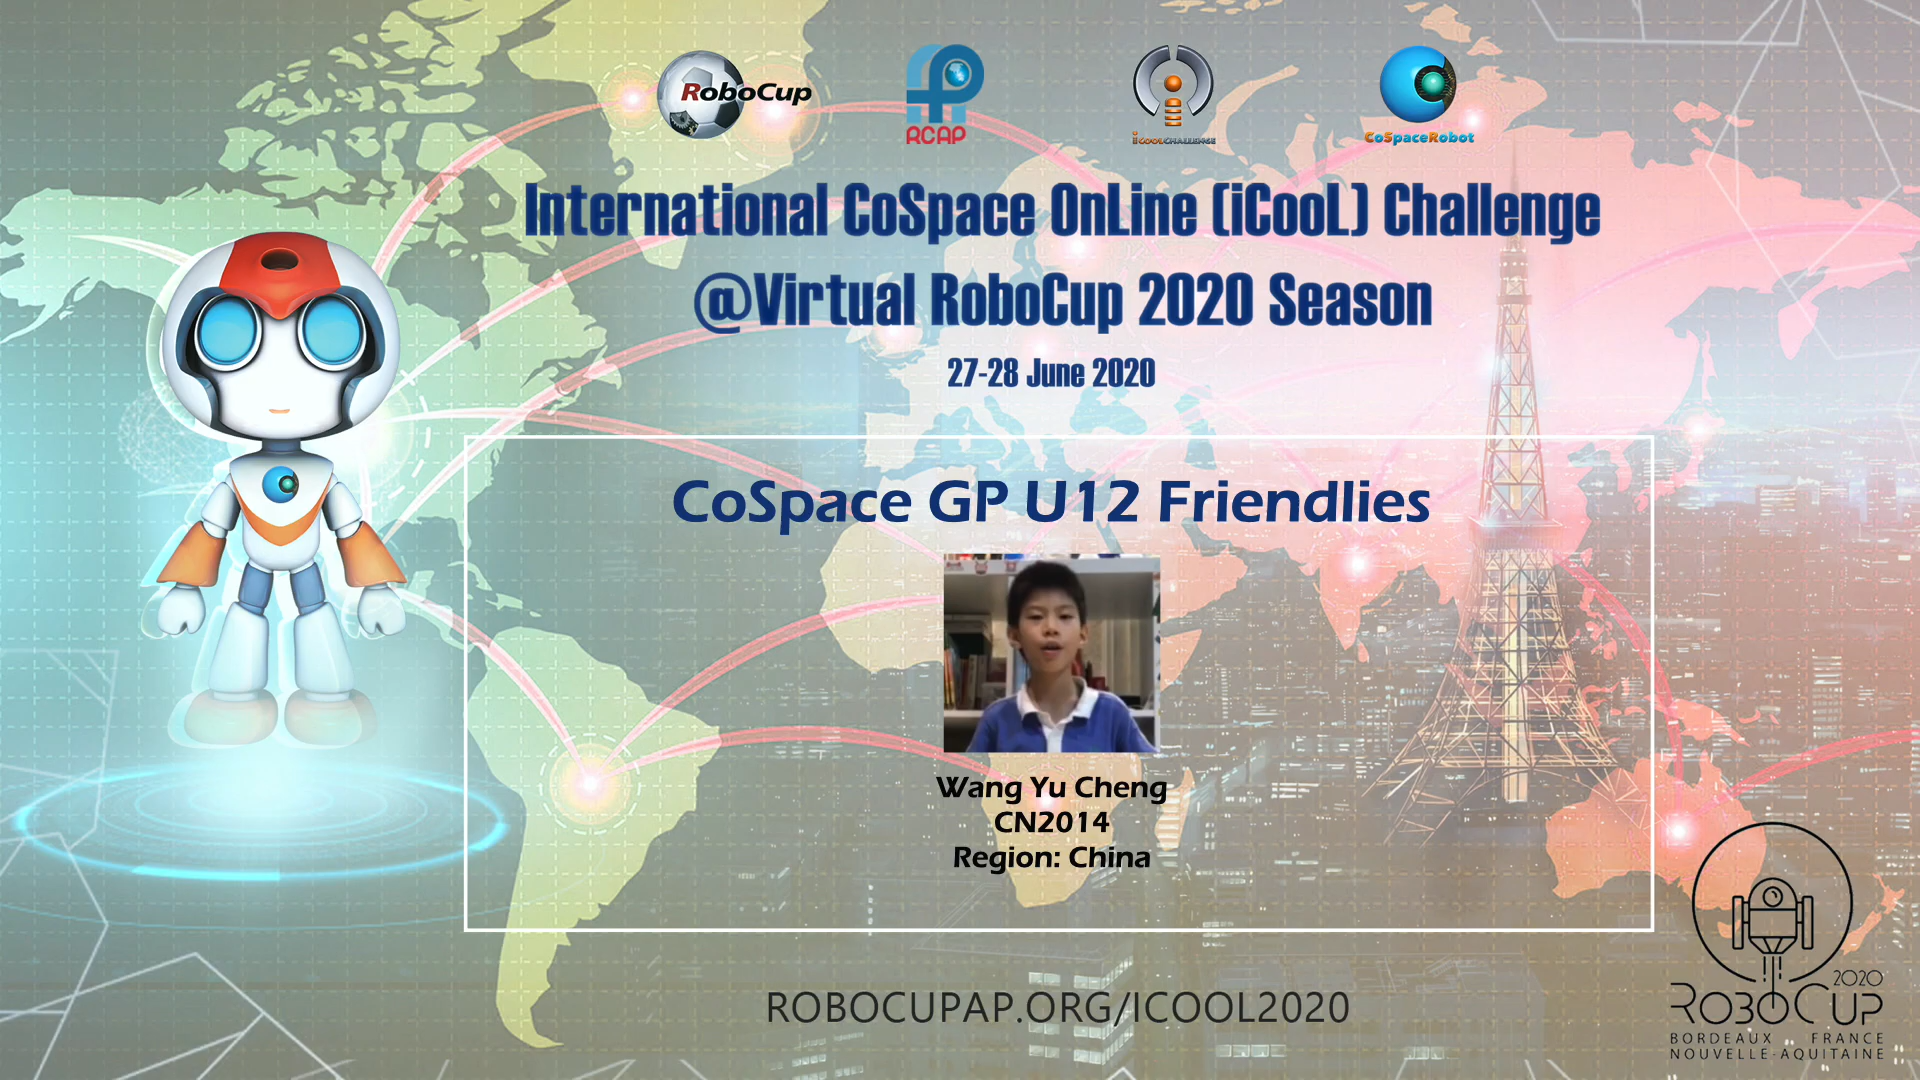 RoboCup
RCAP
iCOOLCHALLENGE
CoSpaceRobot
International CoSpace OnLine (iCooL) Challenge
@Virtual RoboCup 2020 Season
27-28 June 2020
CoSpace GP U12 Friendlies
Wang Yu Cheng
CN2014
Region: China
ROBOCUPAP.ORG/ICOOL2020
2020
ROBOCUP
BORDEAUX FRANCE
NOUVELLE-AQUITAINE